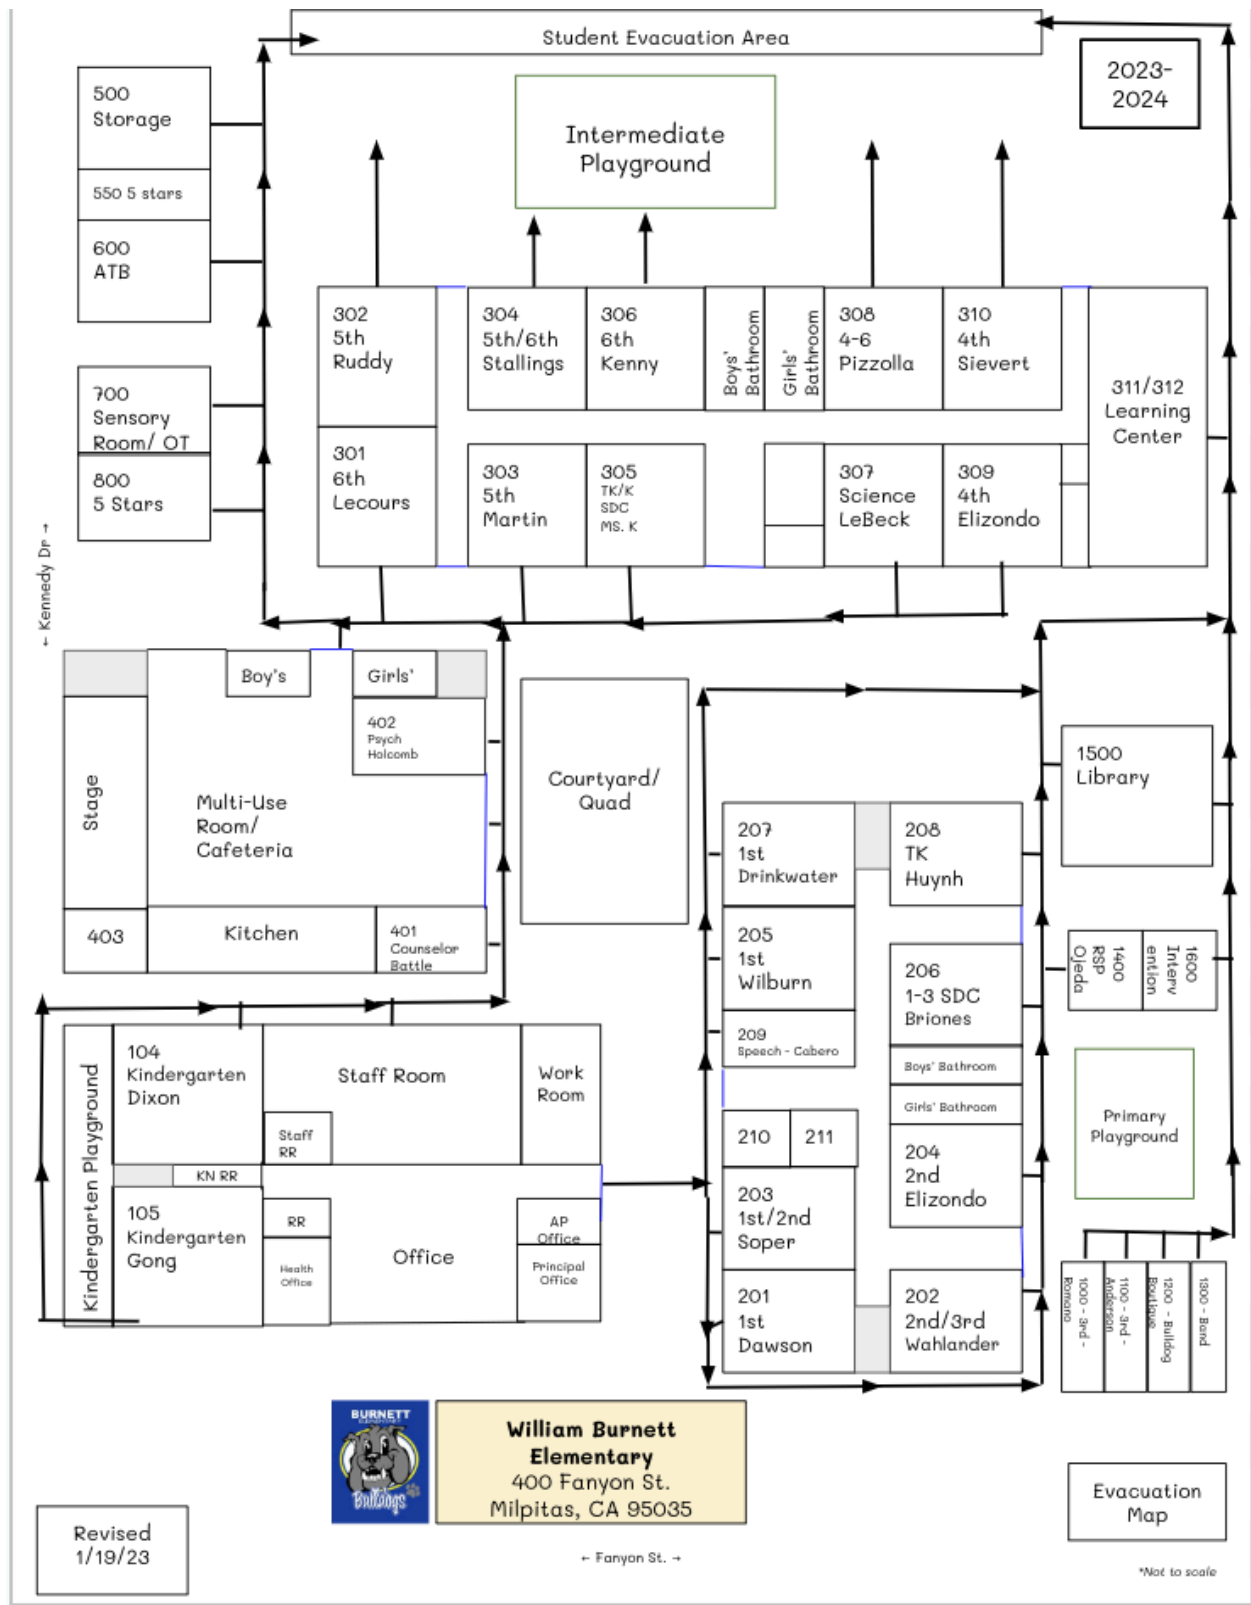 Student Evacuation Area
2023-
2024
500
Storage
550 5 stars
600
ATB
Intermediate
Playground
700
Sensory
Room/ OT
800
5 Stars
302
5th
Ruddy
304
5th/6th
Stallings
306
6th
Kenny
Boys'
Bathroom
Girls'
Bathroom
308
4-6
Pizzolla
310
4th
Sievert
311/312
Learning
Center
301
6th
Lecours
303
5th
Martin
305
TK/K
SDC
MS. K
307
Science
LeBeck
309
4th
Elizondo
← Kennedy Dr →
Boy's
Girls'
402
Psych
Holcomb
Stage
Multi-Use
Room/
Cafeteria
403
Kitchen
401
Counselor
Battle
Courtyard/
Quad
207
1st
Drinkwater
208
TK
Huynh
205
1st
Wilburn
206
1-3 SDC
Briones
209
Speech - Cabero
Boys' Bathroom
Girls' Bathroom
210
211
204
2nd
Elizondo
203
1st/2nd
Soper
201
1st
Dawson
202
2nd/3rd
Wahlander
1500
Library
1400
RSP
Ojeda
1600
Interv
ention
Primary
Playground
1000 - 3rd -
Romano
1100 - 3rd -
Anderson
1200 - Bulldog
Boutique
1300 - Band
Kindergarten Playground
104
Kindergarten
Dixon
Staff Room
Work
Room
Staff
RR
KN RR
105
Kindergarten
Gong
RR
Health
Office
Office
AP
Office
Principal
Office
BURNETT
ELEMENTARY
Bulldogs
William Burnett
Elementary
400 Fanyon St.
Milpitas, CA 95035
Evacuation
Map
Revised
1/19/23
← Fanyon St. →
*Not to scale